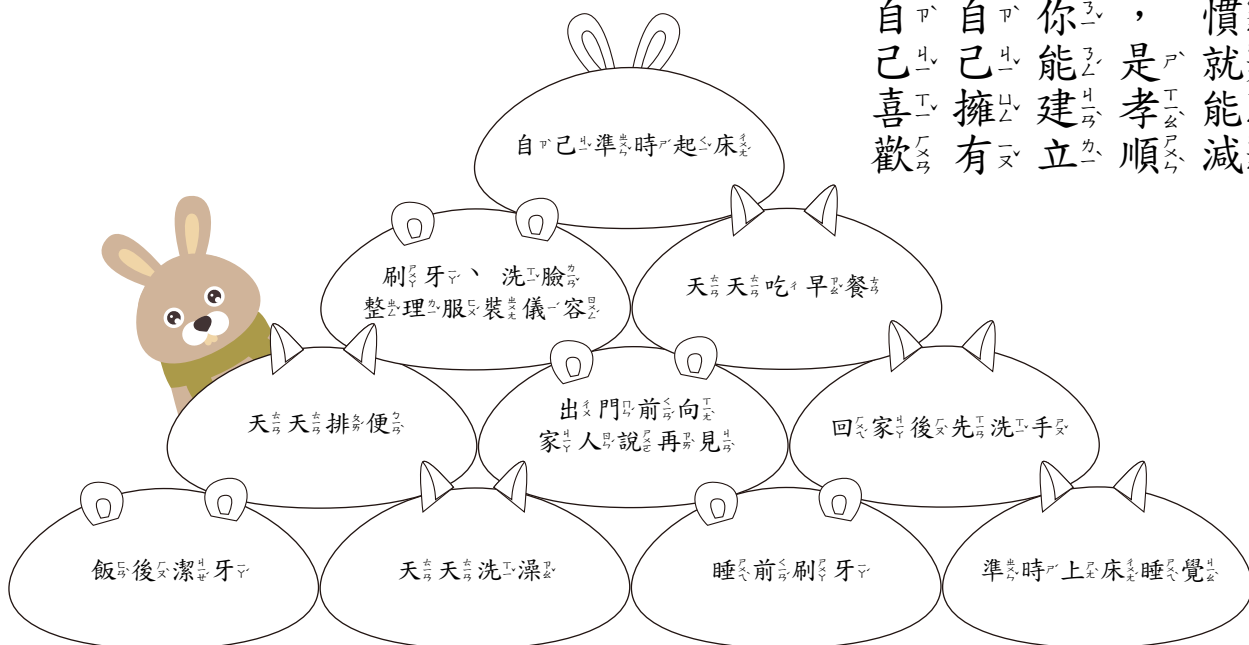 慣就能減
，是孝順
你能建立
自己擁有
自己喜歡
自己準時起床
刷牙、洗臉
整理服裝儀容
天天吃早餐
天天排便
出門前向
家人說再見
回家後先洗手
飯後潔牙
天天洗澡
睡前刷牙
準時上床睡覺